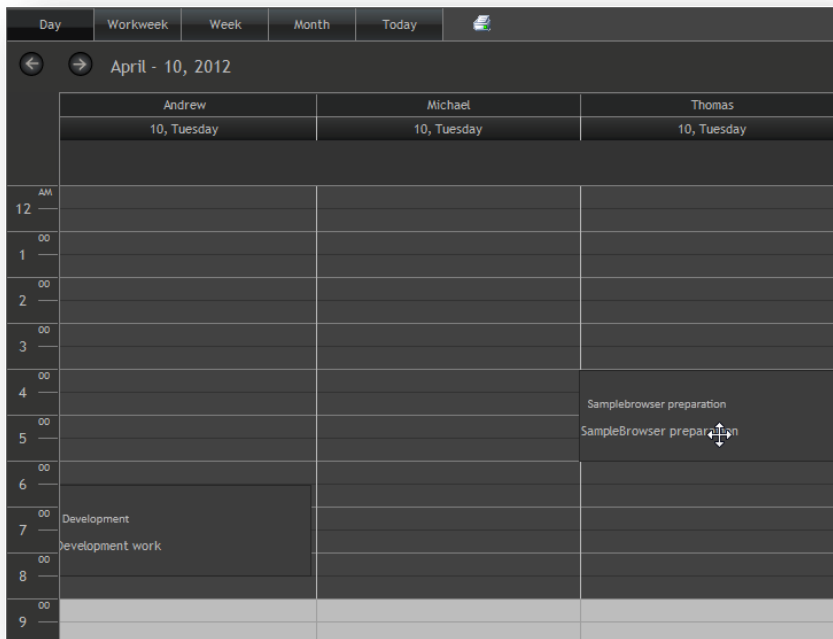 Day Workweek Week Month Today
April - 10, 2012
Andrew Michael Thomas
10, Tuesday 10, Tuesday 10, Tuesday
12 AM
1 00
2 00
3 00
4 00
Samplebrowser preparation
5 00
SampleBrowser preparation
6 00
7 00
Development
Development work
8 00
9 00